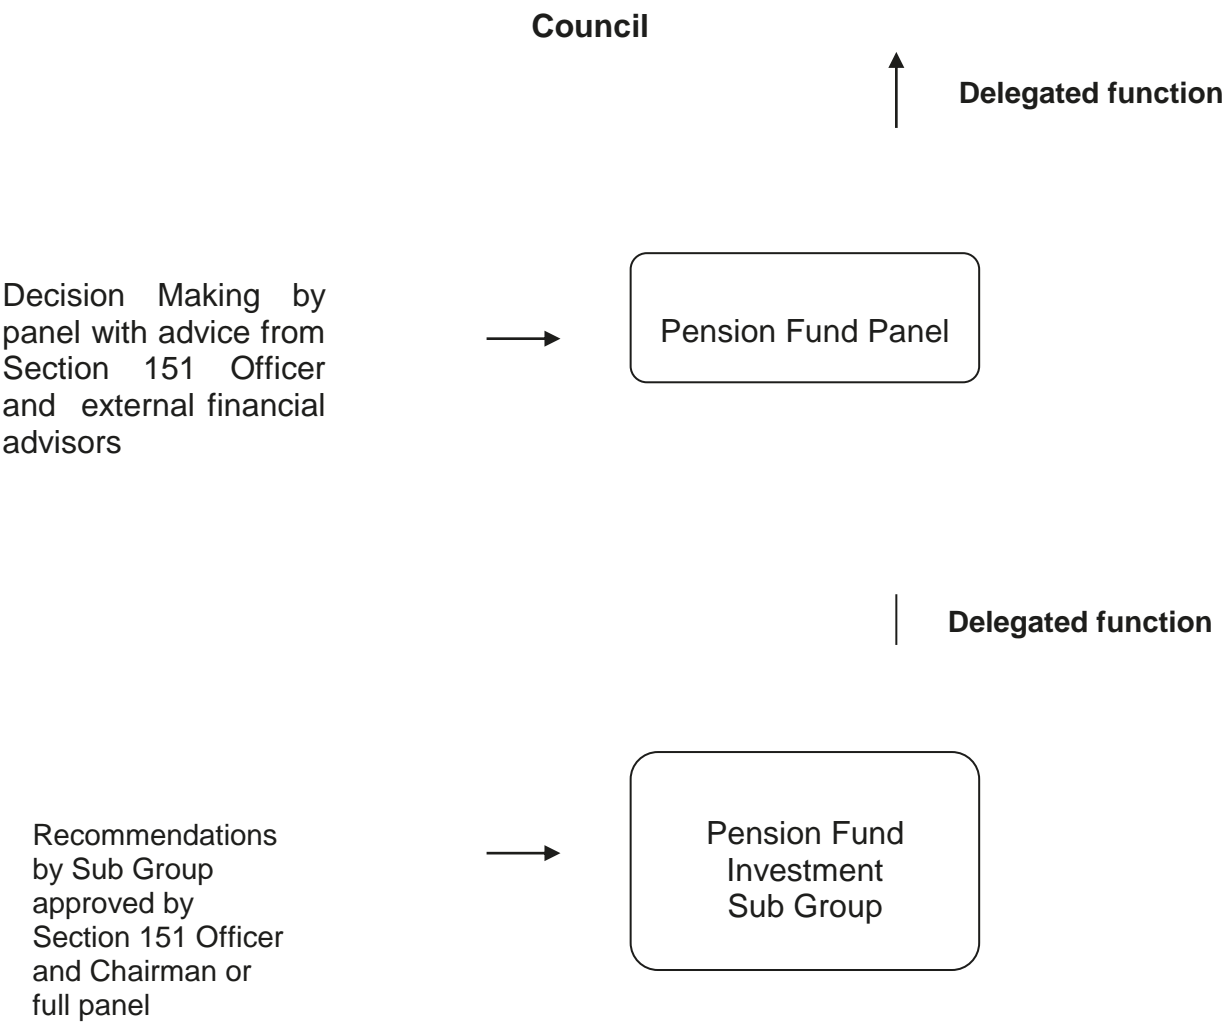 Council
Delegated function
Decision Making by
panel with advice from
Section 151 Officer
and external financial
advisors
Pension Fund Panel
Delegated function
Recommendations
by Sub Group
approved by
Section 151 Officer
and Chairman or
full panel
Pension Fund
Investment
Sub Group